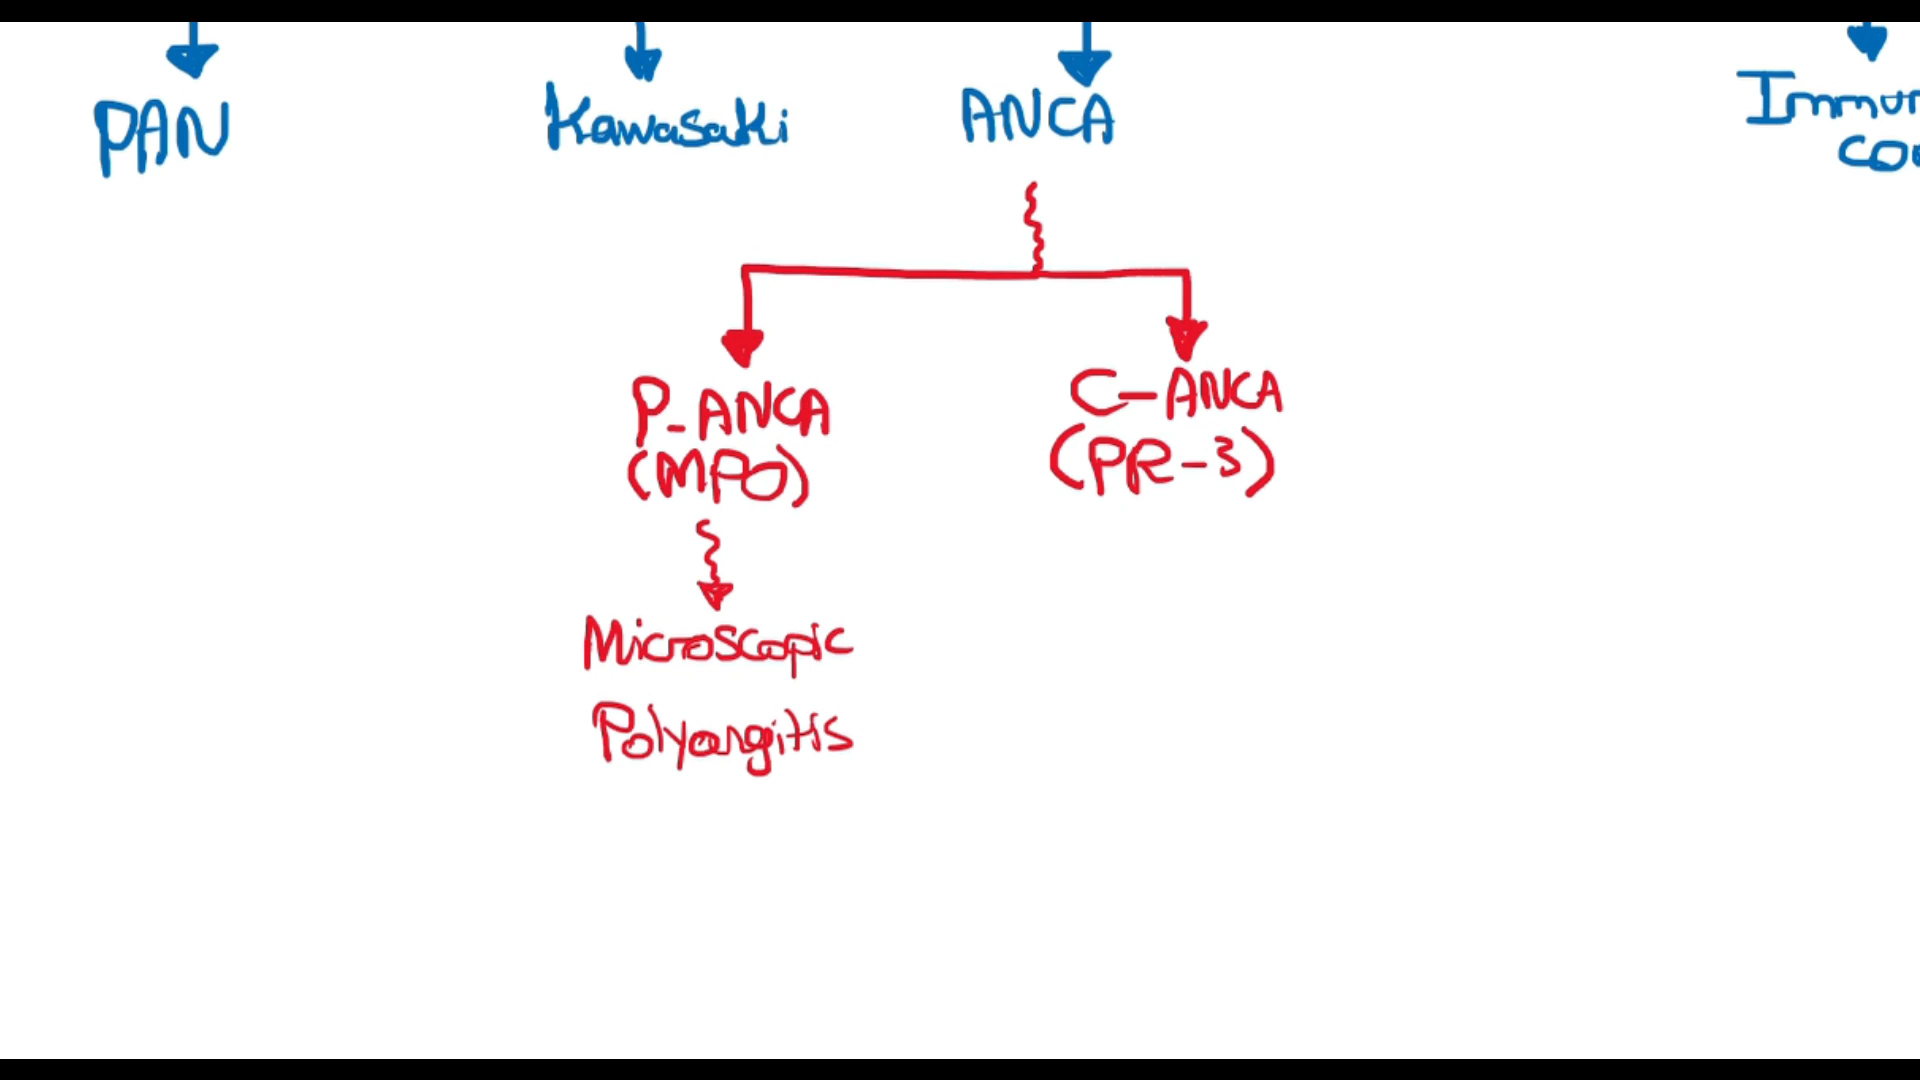 PAN
Kawasaki
ANCA
P-ANCA
(MPO)
C-ANCA
(PR-3)
Microscopic
Polyangitis